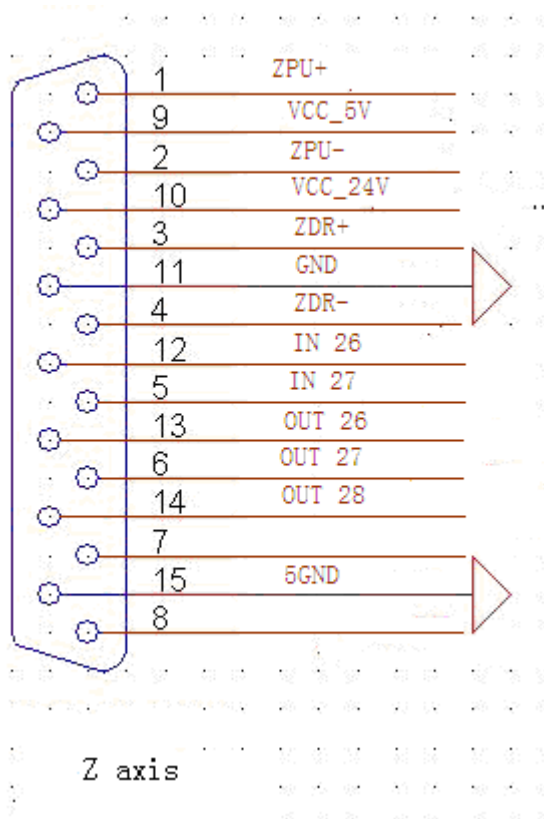 1 ZPU+
9 VCC_5V
2 ZPU-
10 VCC_24V
3 ZDR+
11 GND
4 ZDR-
12 IN 26
5 IN 27
13 OUT 26
6 OUT 27
14 OUT 28
7
15 5GND
8
Z axis